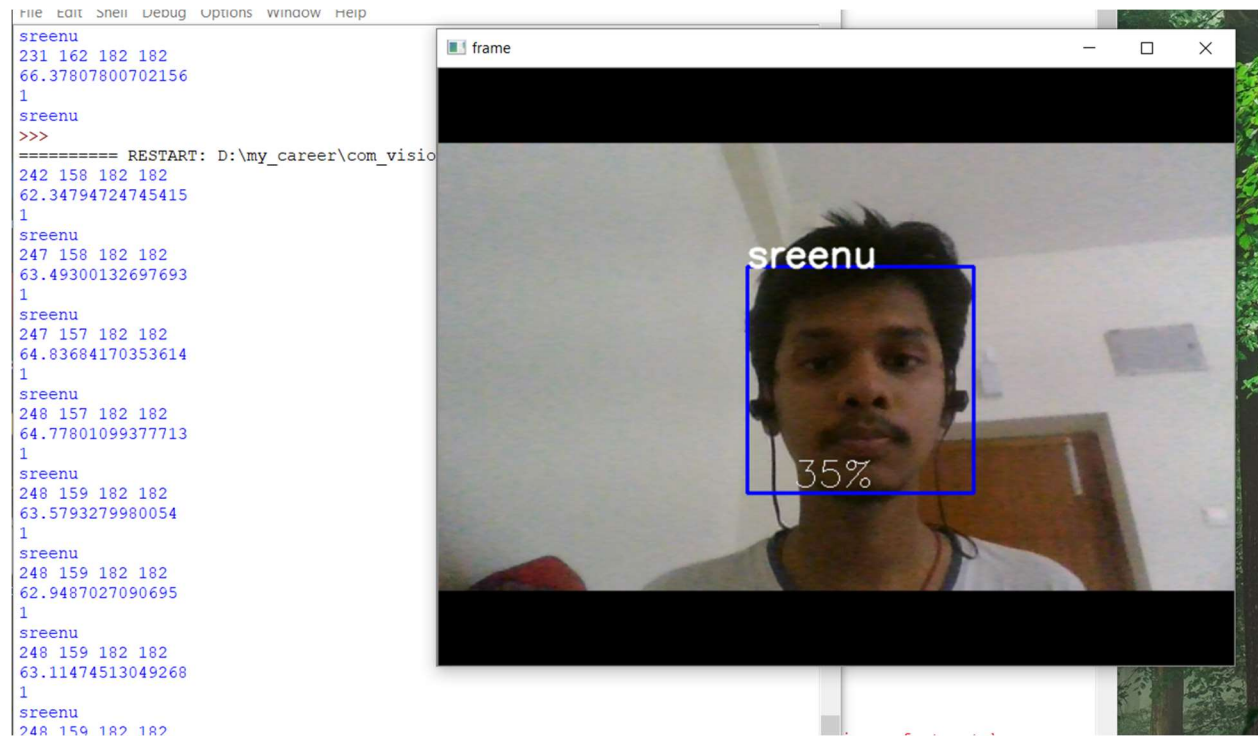 File Edit Shell Debug Options Window Help
sreenu
231 162 182 182
66.37807800702156
1
sreenu
>>>
========== RESTART: D:\my_career\com_visio
242 158 182 182
62.34794724745415
1
sreenu
247 158 182 182
63.49300132697693
1
sreenu
247 157 182 182
64.83684170353614
1
sreenu
248 157 182 182
64.77801099377713
1
sreenu
248 159 182 182
63.5793279980054
1
sreenu
248 159 182 182
62.9487027090695
1
sreenu
248 159 182 182
63.11474513049268
1
sreenu
248 159 182 182
frame
sreenu
35%